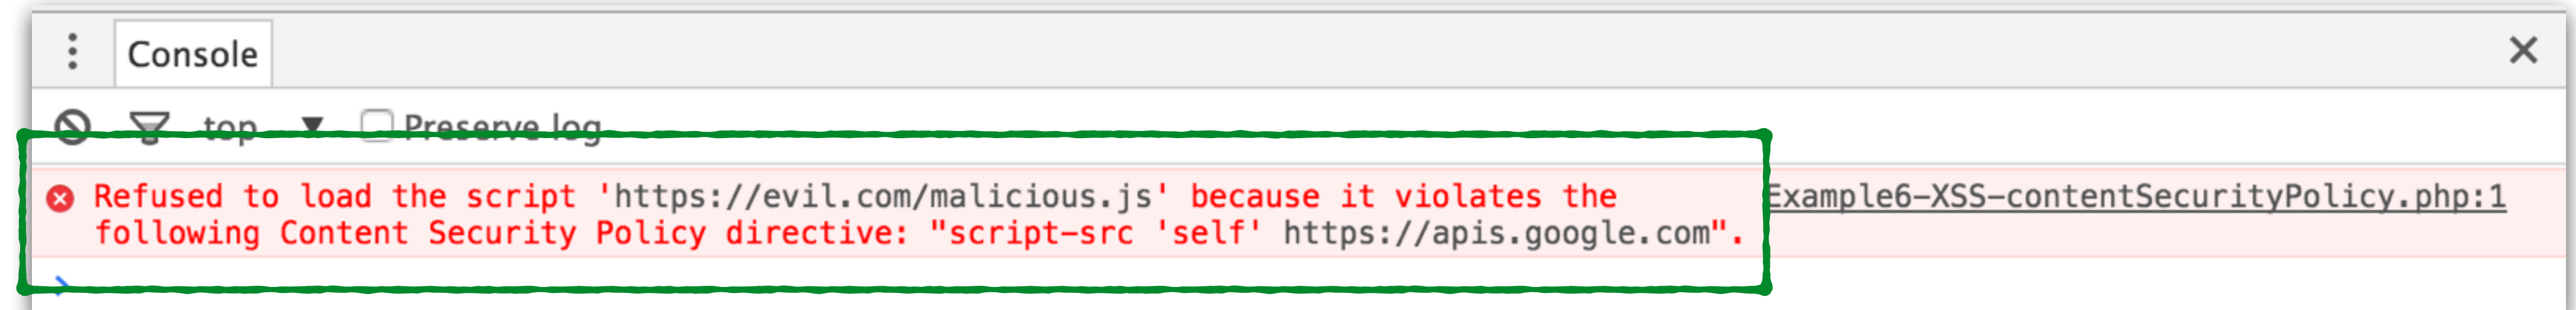 Console
top Preserve log
Refused to load the script 'https://evil.com/malicious.js' because it violates the Example6-XSS-contentSecurityPolicy.php:1
following Content Security Policy directive: "script-src 'self' https://apis.google.com".